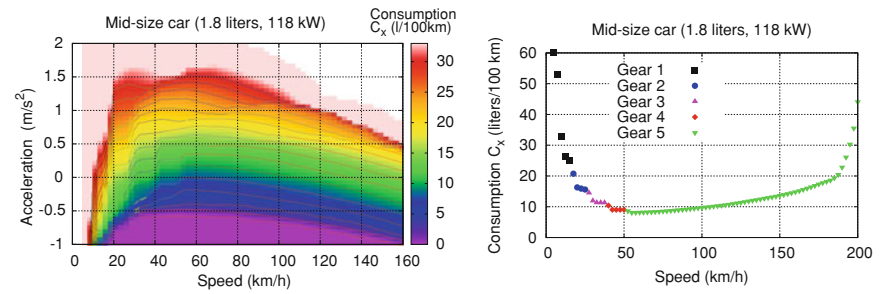 Mid-size car (1.8 liters, 118 kW)
Consumption
Cx (l/100km)
Acceleration (m/s2)
2
1.5
1
0.5
0
-0.5
-1
0 20 40 60 80 100 120 140 160
Speed (km/h)
30
25
20
15
10
5
0
Mid-size car (1.8 liters, 118 kW)
Consumption Cx (liters/100 km)
60
50
40
30
20
10
0
Gear 1
Gear 2
Gear 3
Gear 4
Gear 5
0 50 100 150 200
Speed (km/h)